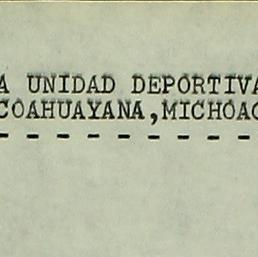 A UNIDAD DEPORTIVA
COAHUAYANA,MICHOAC
- - - - - - - - -